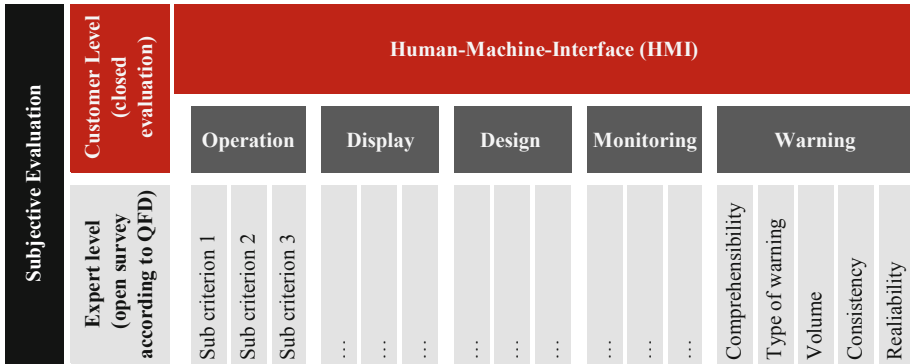 Subjective Evaluation
Customer Level
(closed
evaluation)
Human-Machine-Interface (HMI)
Operation
Display
Design
Monitoring
Warning
Expert level
(open survey
according to QFD)
Sub criterion 1
Sub criterion 2
Sub criterion 3
…
…
…
…
…
…
…
…
…
Comprehensibility
Type of warning
Volume
Consistency
Realiability